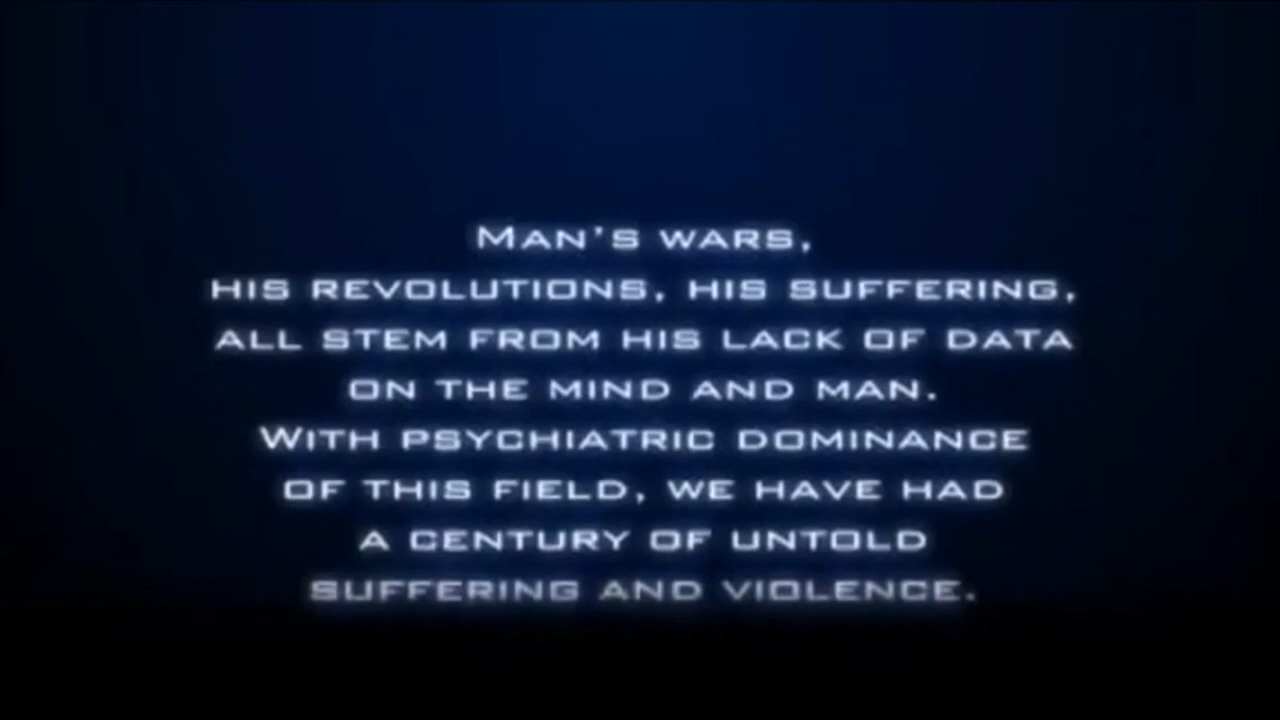 Man's wars,
his revolutions, his suffering,
all stem from his lack of data
on the mind and man.
With psychiatric dominance
of this field, we have had
a century of untold
suffering and violence.